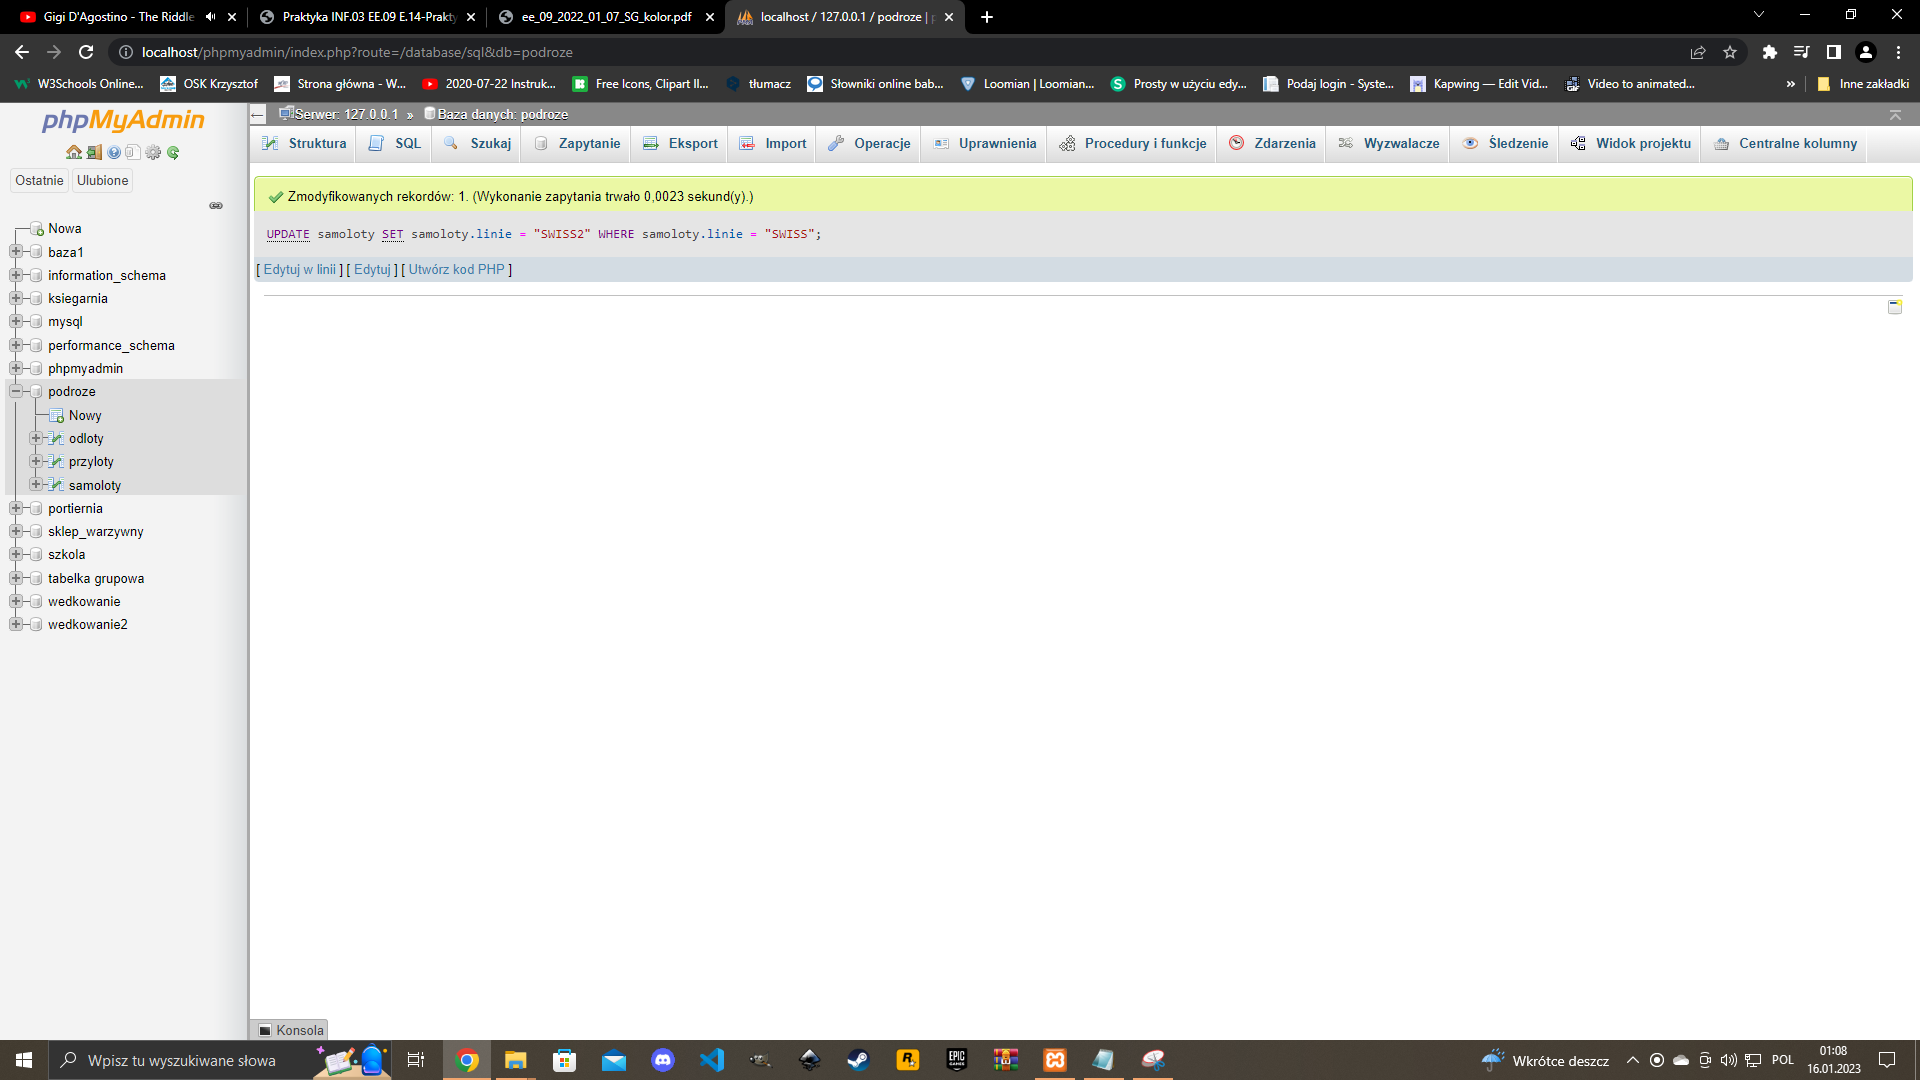 Gigi D'Agostino - The Riddle
Praktyka INF.03 EE.09 E.14-Prakty
ee_09_2022_01_07_SG_kolor.pdf
localhost / 127.0.0.1 / podroze | p
localhost/phpmyadmin/index.php?route=/database/sql&db=podroze
W3Schools Online...
OSK Krzysztof
Strona główna - W...
2020-07-22 Instruk...
Free Icons, Clipart Il...
tłumacz
Słowniki online bab...
Loomian | Loomian...
Prosty w użyciu edy...
Podaj login - Syste...
Kapwing — Edit Vid...
Video to animated...
»
Inne zakładki
phpMyAdmin
Ostatnie
Ulubione
Nowa
baza1
information_schema
ksiegarnia
mysql
performance_schema
phpmyadmin
podroze
Nowy
odloty
przyloty
samoloty
portiernia
sklep_warzywny
szkola
tabelka grupowa
wedkowanie
wedkowanie2
Serwer: 127.0.0.1 » Baza danych: podroze
Struktura
SQL
Szukaj
Zapytanie
Eksport
Import
Operacje
Uprawnienia
Procedury i funkcje
Zdarzenia
Wyzwalacze
Śledzenie
Widok projektu
Centralne kolumny
Zmodyfikowanych rekordów: 1. (Wykonanie zapytania trwało 0,0023 sekund(y).)
UPDATE samoloty SET samoloty.linie = "SWISS2" WHERE samoloty.linie = "SWISS";
[ Edytuj w linii ] [ Edytuj ] [ Utwórz kod PHP ]
Konsola
Wpisz tu wyszukiwane słowa
EPIC GAMES
Wkrótce deszcz
POL
01:08
16.01.2023